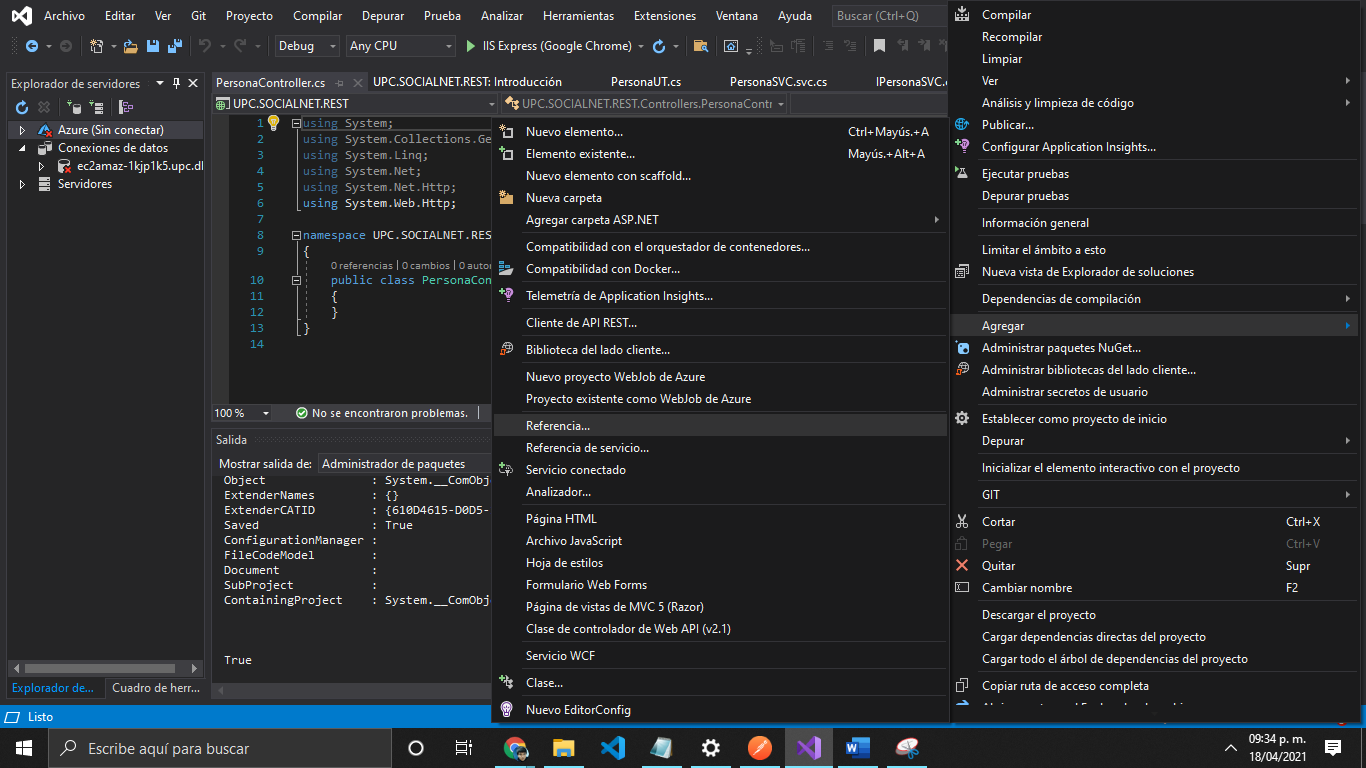 Archivo Editar Ver Git Proyecto Compilar Depurar Prueba Analizar Herramientas Extensiones Ventana Ayuda Buscar (Ctrl+Q)
Debug Any CPU IIS Express (Google Chrome)
Explorador de servidores
Azure (Sin conectar)
Conexiones de datos
ec2amaz-1kjp1k5.upc.dl
Servidores
Explorador de... Cuadro de herr...
PersonaController.cs UPC.SOCIALNET.REST: Introducción PersonaUT.cs PersonaSVC.svc.cs IPersonaSVC.
UPC.SOCIALNET.REST UPC.SOCIALNET.REST.Controllers.PersonaContr
1 using System;
2 using System.Collections.Ge
3 using System.Linq;
4 using System.Net;
5 using System.Net.Http;
6 using System.Web.Http;
7
8 namespace UPC.SOCIALNET.RES
9 {
0 referencias | 0 cambios | 0 autor
10 public class PersonaCon
11 {
12 }
13 }
14
100 % No se encontraron problemas.
Salida
Mostrar salida de: Administrador de paquetes
Object : System.__ComObje
ExtenderNames : {}
ExtenderCATID : {610D4615-D0D5-
Saved : True
ConfigurationManager :
FileCodeModel :
Document :
SubProject :
ContainingProject : System.__ComObje
True
Nuevo elemento... Ctrl+Mayús.+A
Elemento existente... Mayús.+Alt+A
Nuevo elemento con scaffold...
Nueva carpeta
Agregar carpeta ASP.NET
Compatibilidad con el orquestador de contenedores...
Compatibilidad con Docker...
Telemetría de Application Insights...
Cliente de API REST...
Biblioteca del lado cliente...
Nuevo proyecto WebJob de Azure
Proyecto existente como WebJob de Azure
Referencia...
Referencia de servicio...
Servicio conectado
Analizador...
Página HTML
Archivo JavaScript
Hoja de estilos
Formulario Web Forms
Página de vistas de MVC 5 (Razor)
Clase de controlador de Web API (v2.1)
Servicio WCF
Clase...
Nuevo EditorConfig
Compilar
Recompilar
Limpiar
Ver
Análisis y limpieza de código
Publicar...
Configurar Application Insights...
Ejecutar pruebas
Depurar pruebas
Información general
Limitar el ámbito a esto
Nueva vista de Explorador de soluciones
Dependencias de compilación
Agregar
Administrar paquetes NuGet...
Administrar bibliotecas del lado cliente...
Administrar secretos de usuario
Establecer como proyecto de inicio
Depurar
Inicializar el elemento interactivo con el proyecto
GIT
Cortar Ctrl+X
Pegar Ctrl+V
Quitar Supr
Cambiar nombre F2
Descargar el proyecto
Cargar dependencias directas del proyecto
Cargar todo el árbol de dependencias del proyecto
Copiar ruta de acceso completa
Listo
Escribe aquí para buscar
09:34 p. m.
18/04/2021